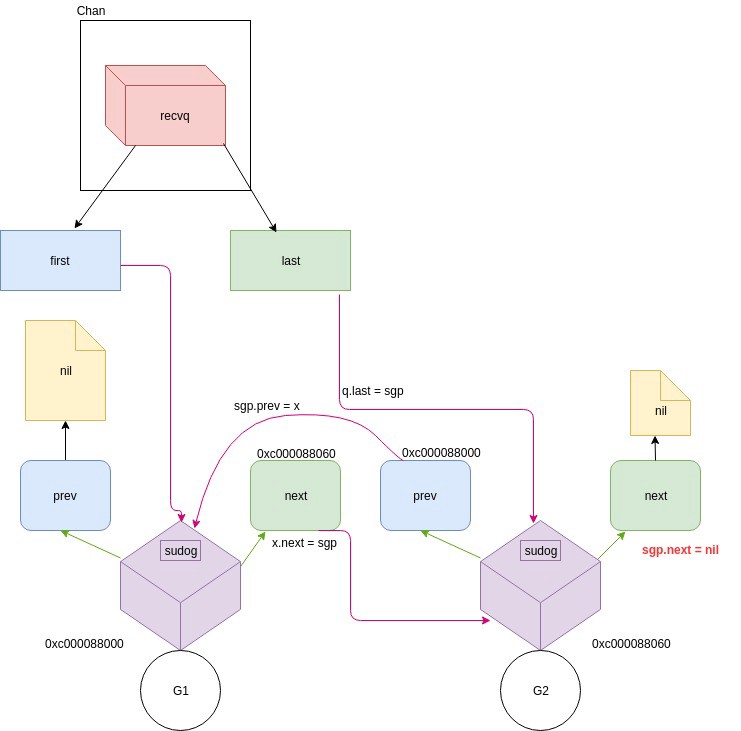 Chan
recvq
first
last
nil
nil
q.last = sgp
sgp.prev = x
0xc000088060
0xc000088000
prev
next
prev
next
x.next = sgp
sudog
sudog
sgp.next = nil
0xc000088000
0xc000088060
G1
G2